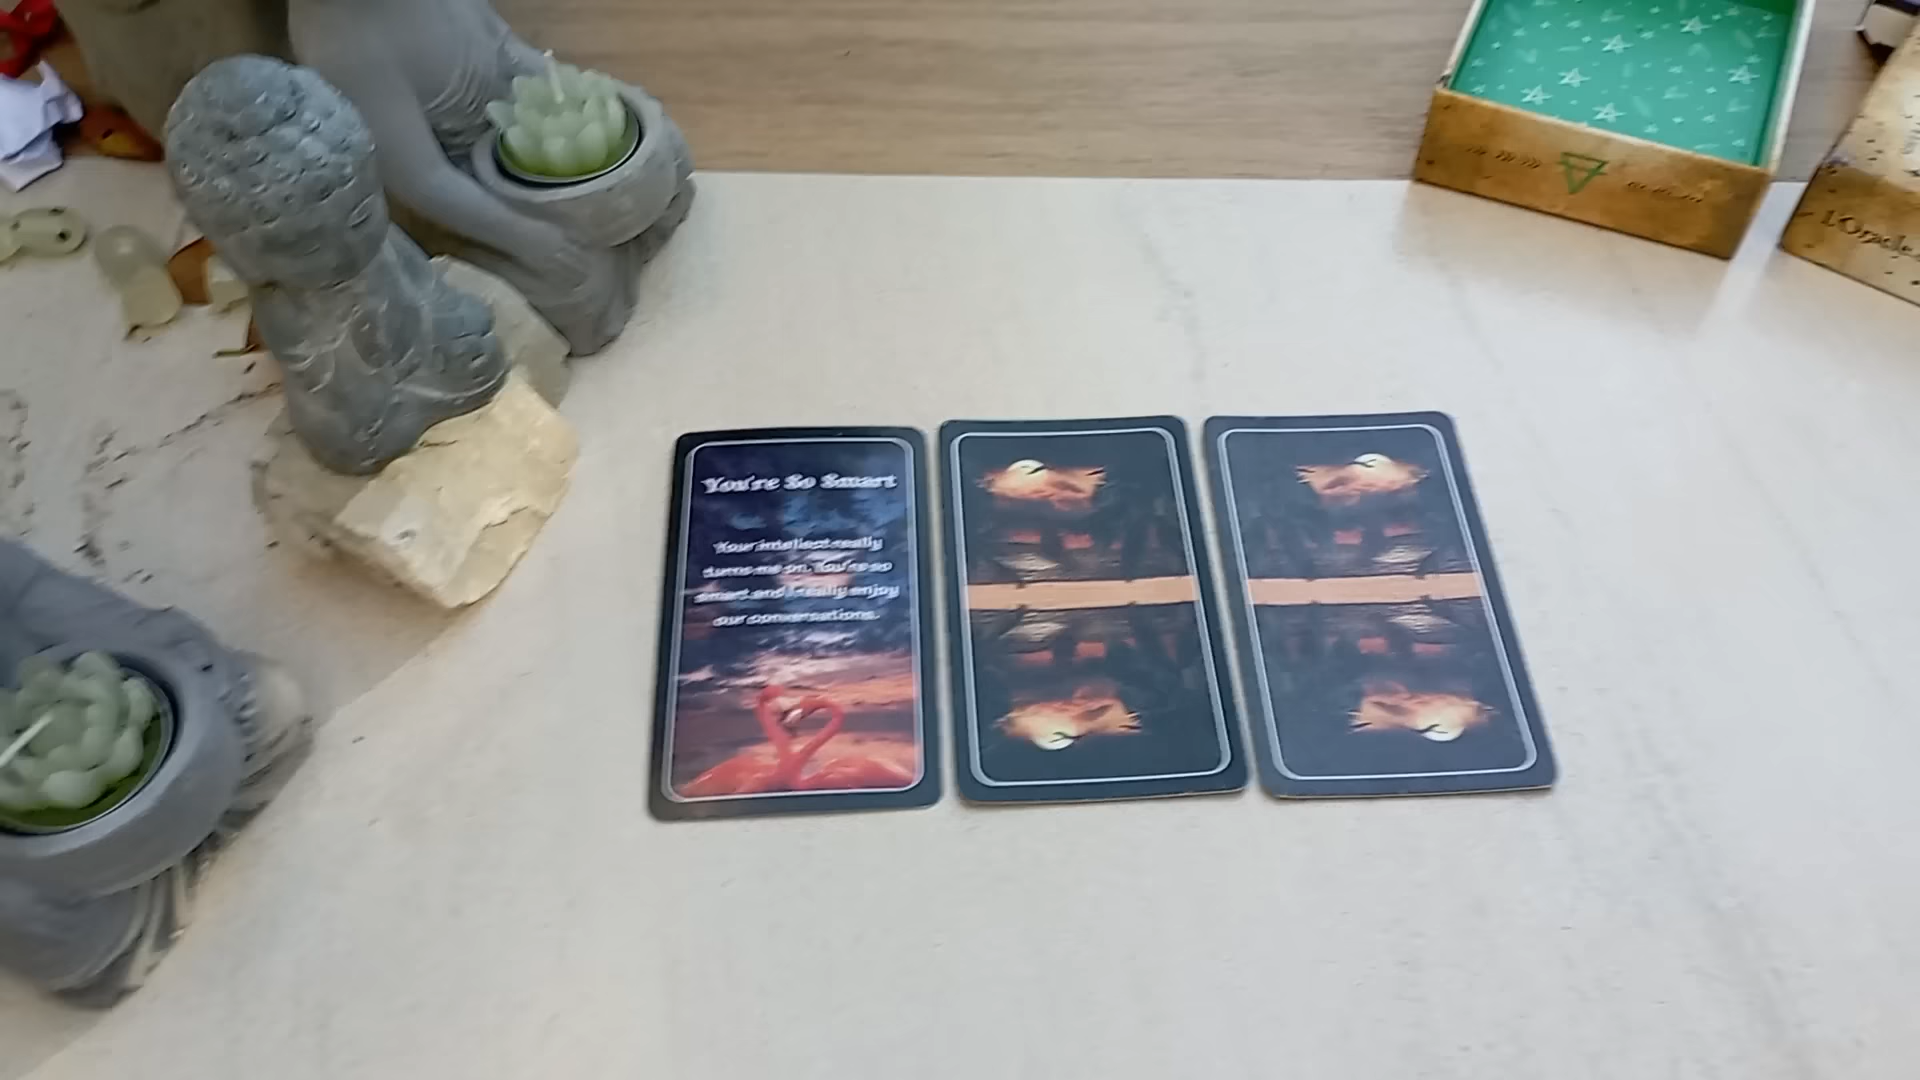 L'Oracle
You're So Smart
Your intellect really
turns me on. You're so
smart and I really enjoy
our conversations.